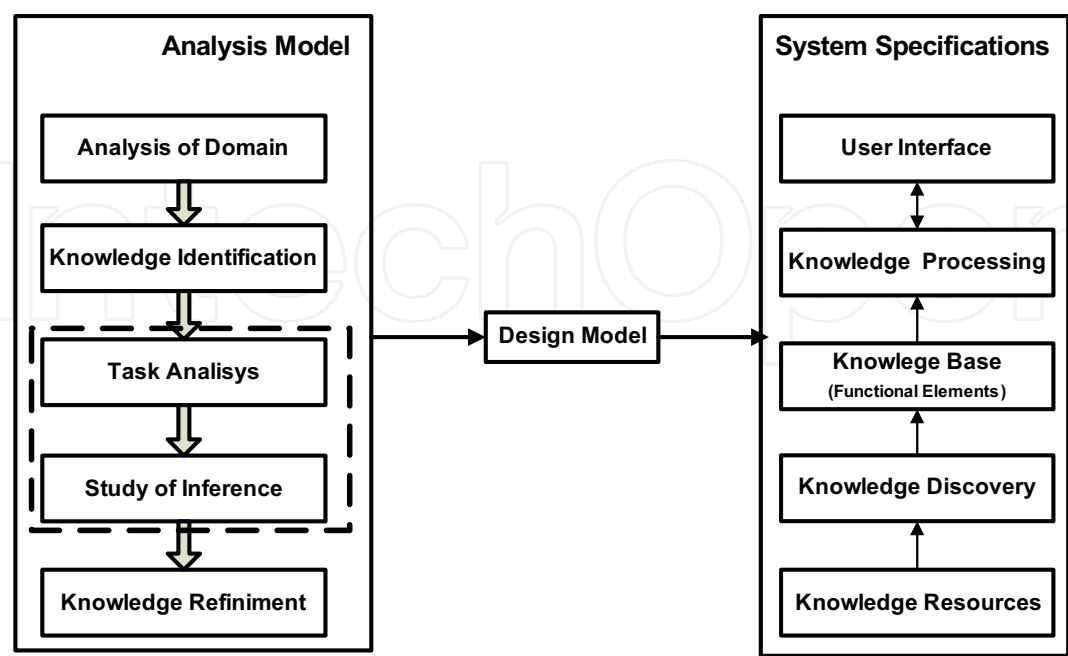 Analysis Model
Analysis of Domain
Knowledge Identification
Task Analisys
Study of Inference
Knowledge Refiniment
Design Model
System Specifications
User Interface
Knowledge Processing
Knowlege Base
(Functional Elements)
Knowledge Discovery
Knowledge Resources
IntechOpen